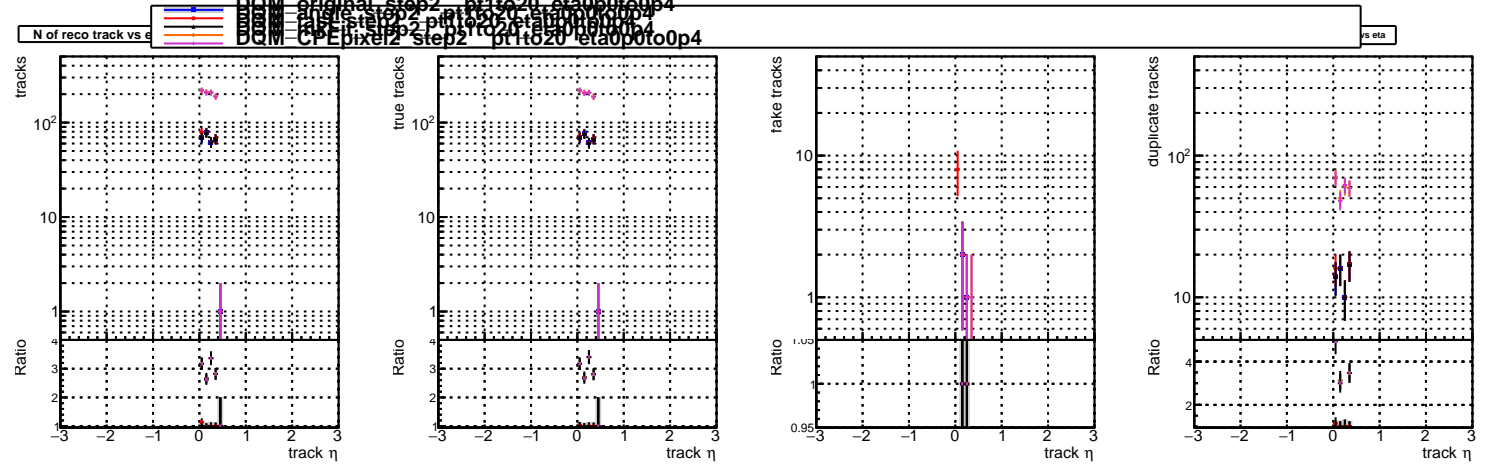 DQM_original_step2__pt1to20_eta0p0to0p4
DQM_angle_step2__pt1to20_eta0p0to0p4
DQM_CPEpixel2_step2__pt1to20_eta0p0to0p4
N of reco track vs e
vs eta
tracks
10²
10
1
Ratio
4
3
2
1
−3 −2 −1 0 1 2 3
track η
true tracks
10²
10
1
Ratio
4
3
2
1
−3 −2 −1 0 1 2 3
track η
fake tracks
10
1
Ratio
1.05
1
0.95
−3 −2 −1 0 1 2 3
track η
duplicate tracks
10²
10
Ratio
4
2
−3 −2 −1 0 1 2 3
track η